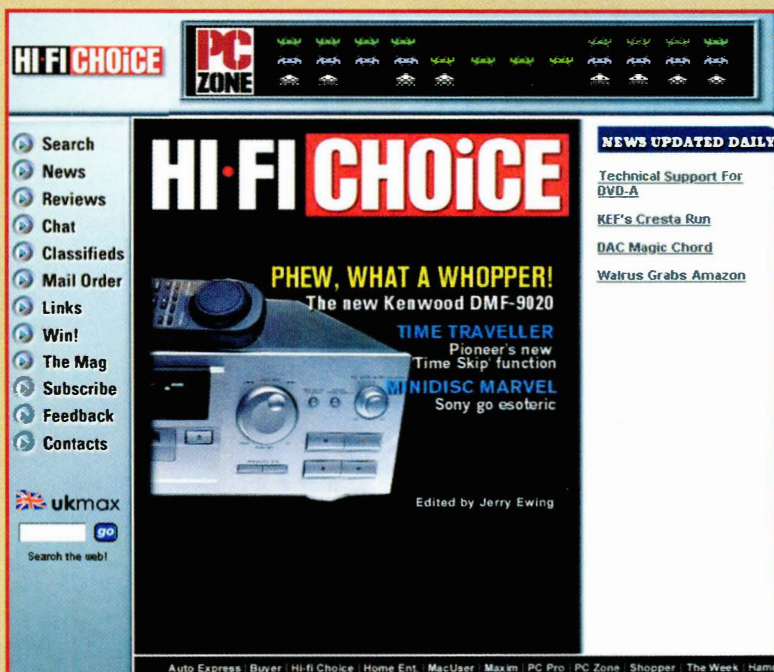 HI·FI CHOiCE
PC
ZONE
Search
News
Reviews
Chat
Classifieds
Mail Order
Links
Win!
The Mag
Subscribe
Feedback
Contacts
ukmax
go
Search the web!
HI·FI CHOiCE
PHEW, WHAT A WHOPPER!
The new Kenwood DMF-9020
TIME TRAVELLER
Pioneer's new
'Time Skip' function
MINIDISC MARVEL
Sony go esoteric
Edited by Jerry Ewing
NEWS UPDATED DAILY
Technical Support For
DVD-A
KEF's Cresta Run
DAC Magic Chord
Walrus Grabs Amazon
Auto Express | Buyer | Hi-fi Choice | Home Ent. | MacUser | Maxim | PC Pro | PC Zone | Shopper | The Week |